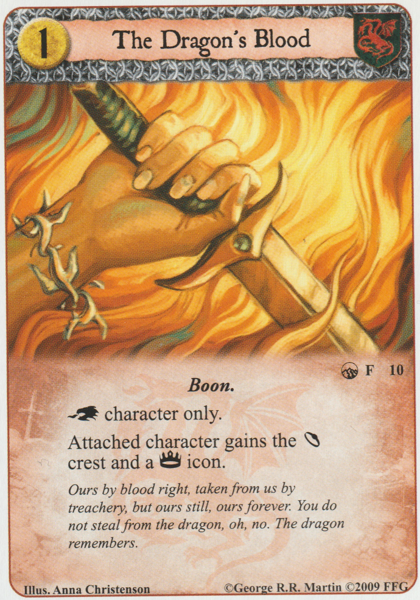 1
The Dragon's Blood
F 10
Boon.
character only.
Attached character gains the
crest and a icon.
Ours by blood right, taken from us by
treachery, but ours still, ours forever. You do
not steal from the dragon, oh, no. The dragon
remembers.
Illus. Anna Christenson ©George R.R. Martin ©2009 FFG